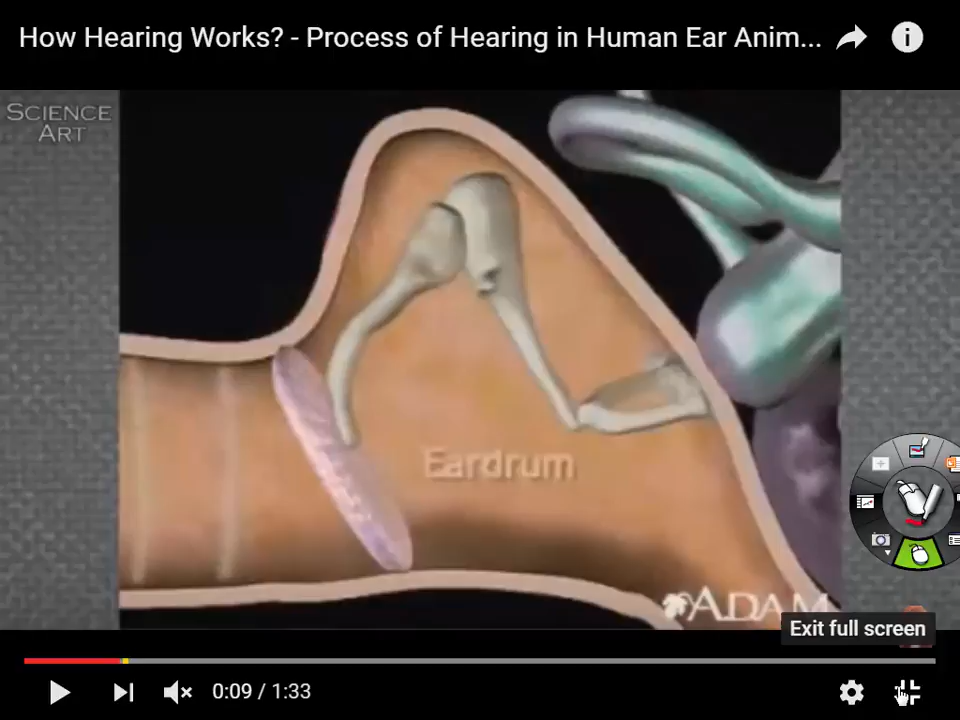 How Hearing Works? - Process of Hearing in Human Ear Anim...
SCIENCE
ART
Eardrum
ADAM
Exit full screen
0:09 / 1:33